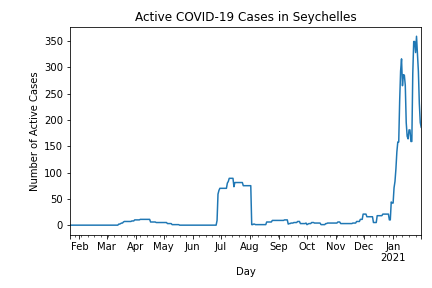 Active COVID-19 Cases in Seychelles
Number of Active Cases
350
300
250
200
150
100
50
0
Feb Mar Apr May Jun Jul Aug Sep Oct Nov Dec Jan
2021
Day